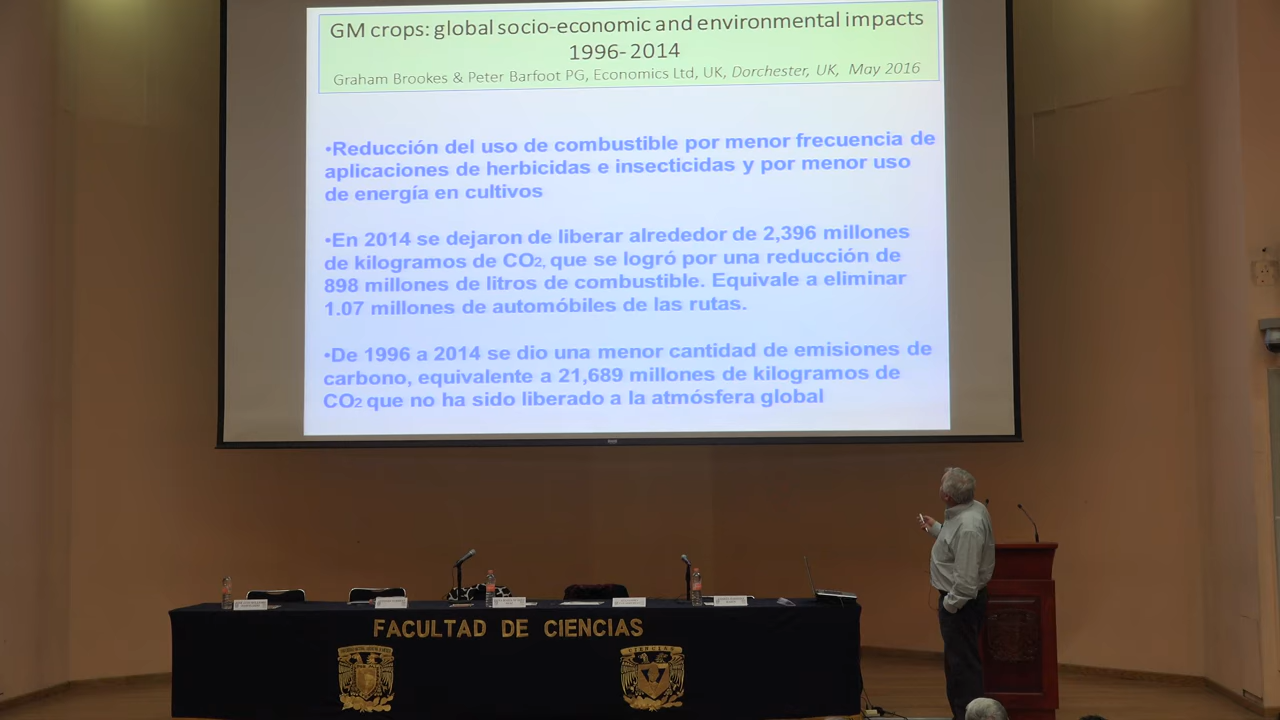 GM crops: global socio-economic and environmental impacts
1996-2014
Graham Brookes & Peter Barfoot PG, Economics Ltd, UK, Dorchester, UK, May 2016
•Reducción del uso de combustible por menor frecuencia de
aplicaciones de herbicidas e insecticidas y por menor uso
de energía en cultivos
•En 2014 se dejaron de liberar alrededor de 2,396 millones
de kilogramos de CO2, que se logró por una reducción de
898 millones de litros de combustible. Equivale a eliminar
1.07 millones de automóbiles de las rutas.
•De 1996 a 2014 se dio una menor cantidad de emisiones de
carbono, equivalente a 21,689 millones de kilogramos de
CO2 que no ha sido liberado a la atmósfera global
FACULTAD DE CIENCIAS
CIENCIAS